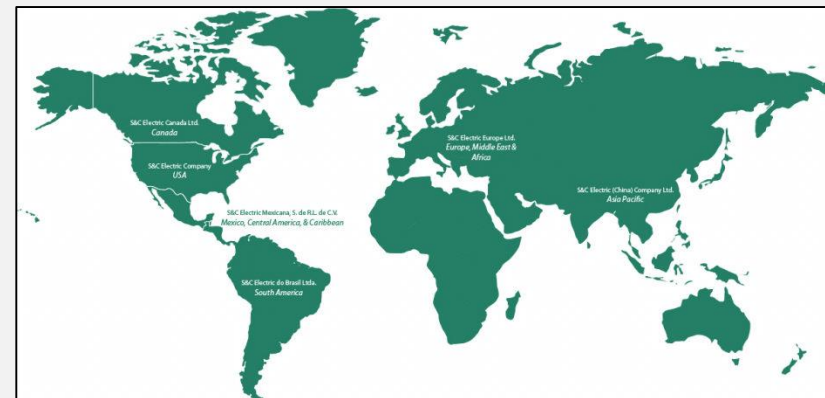 S&C Electric Canada Ltd.
Canada
S&C Electric Company
USA
S&C Electric Mexicana, S. de R.L. de C.V.
Mexico, Central America, & Caribbean
S&C Electric do Brasil Ltda.
South America
S&C Electric Europe Ltd.
Europe, Middle East &
Africa
S&C Electric (China) Company Ltd.
Asia Pacific